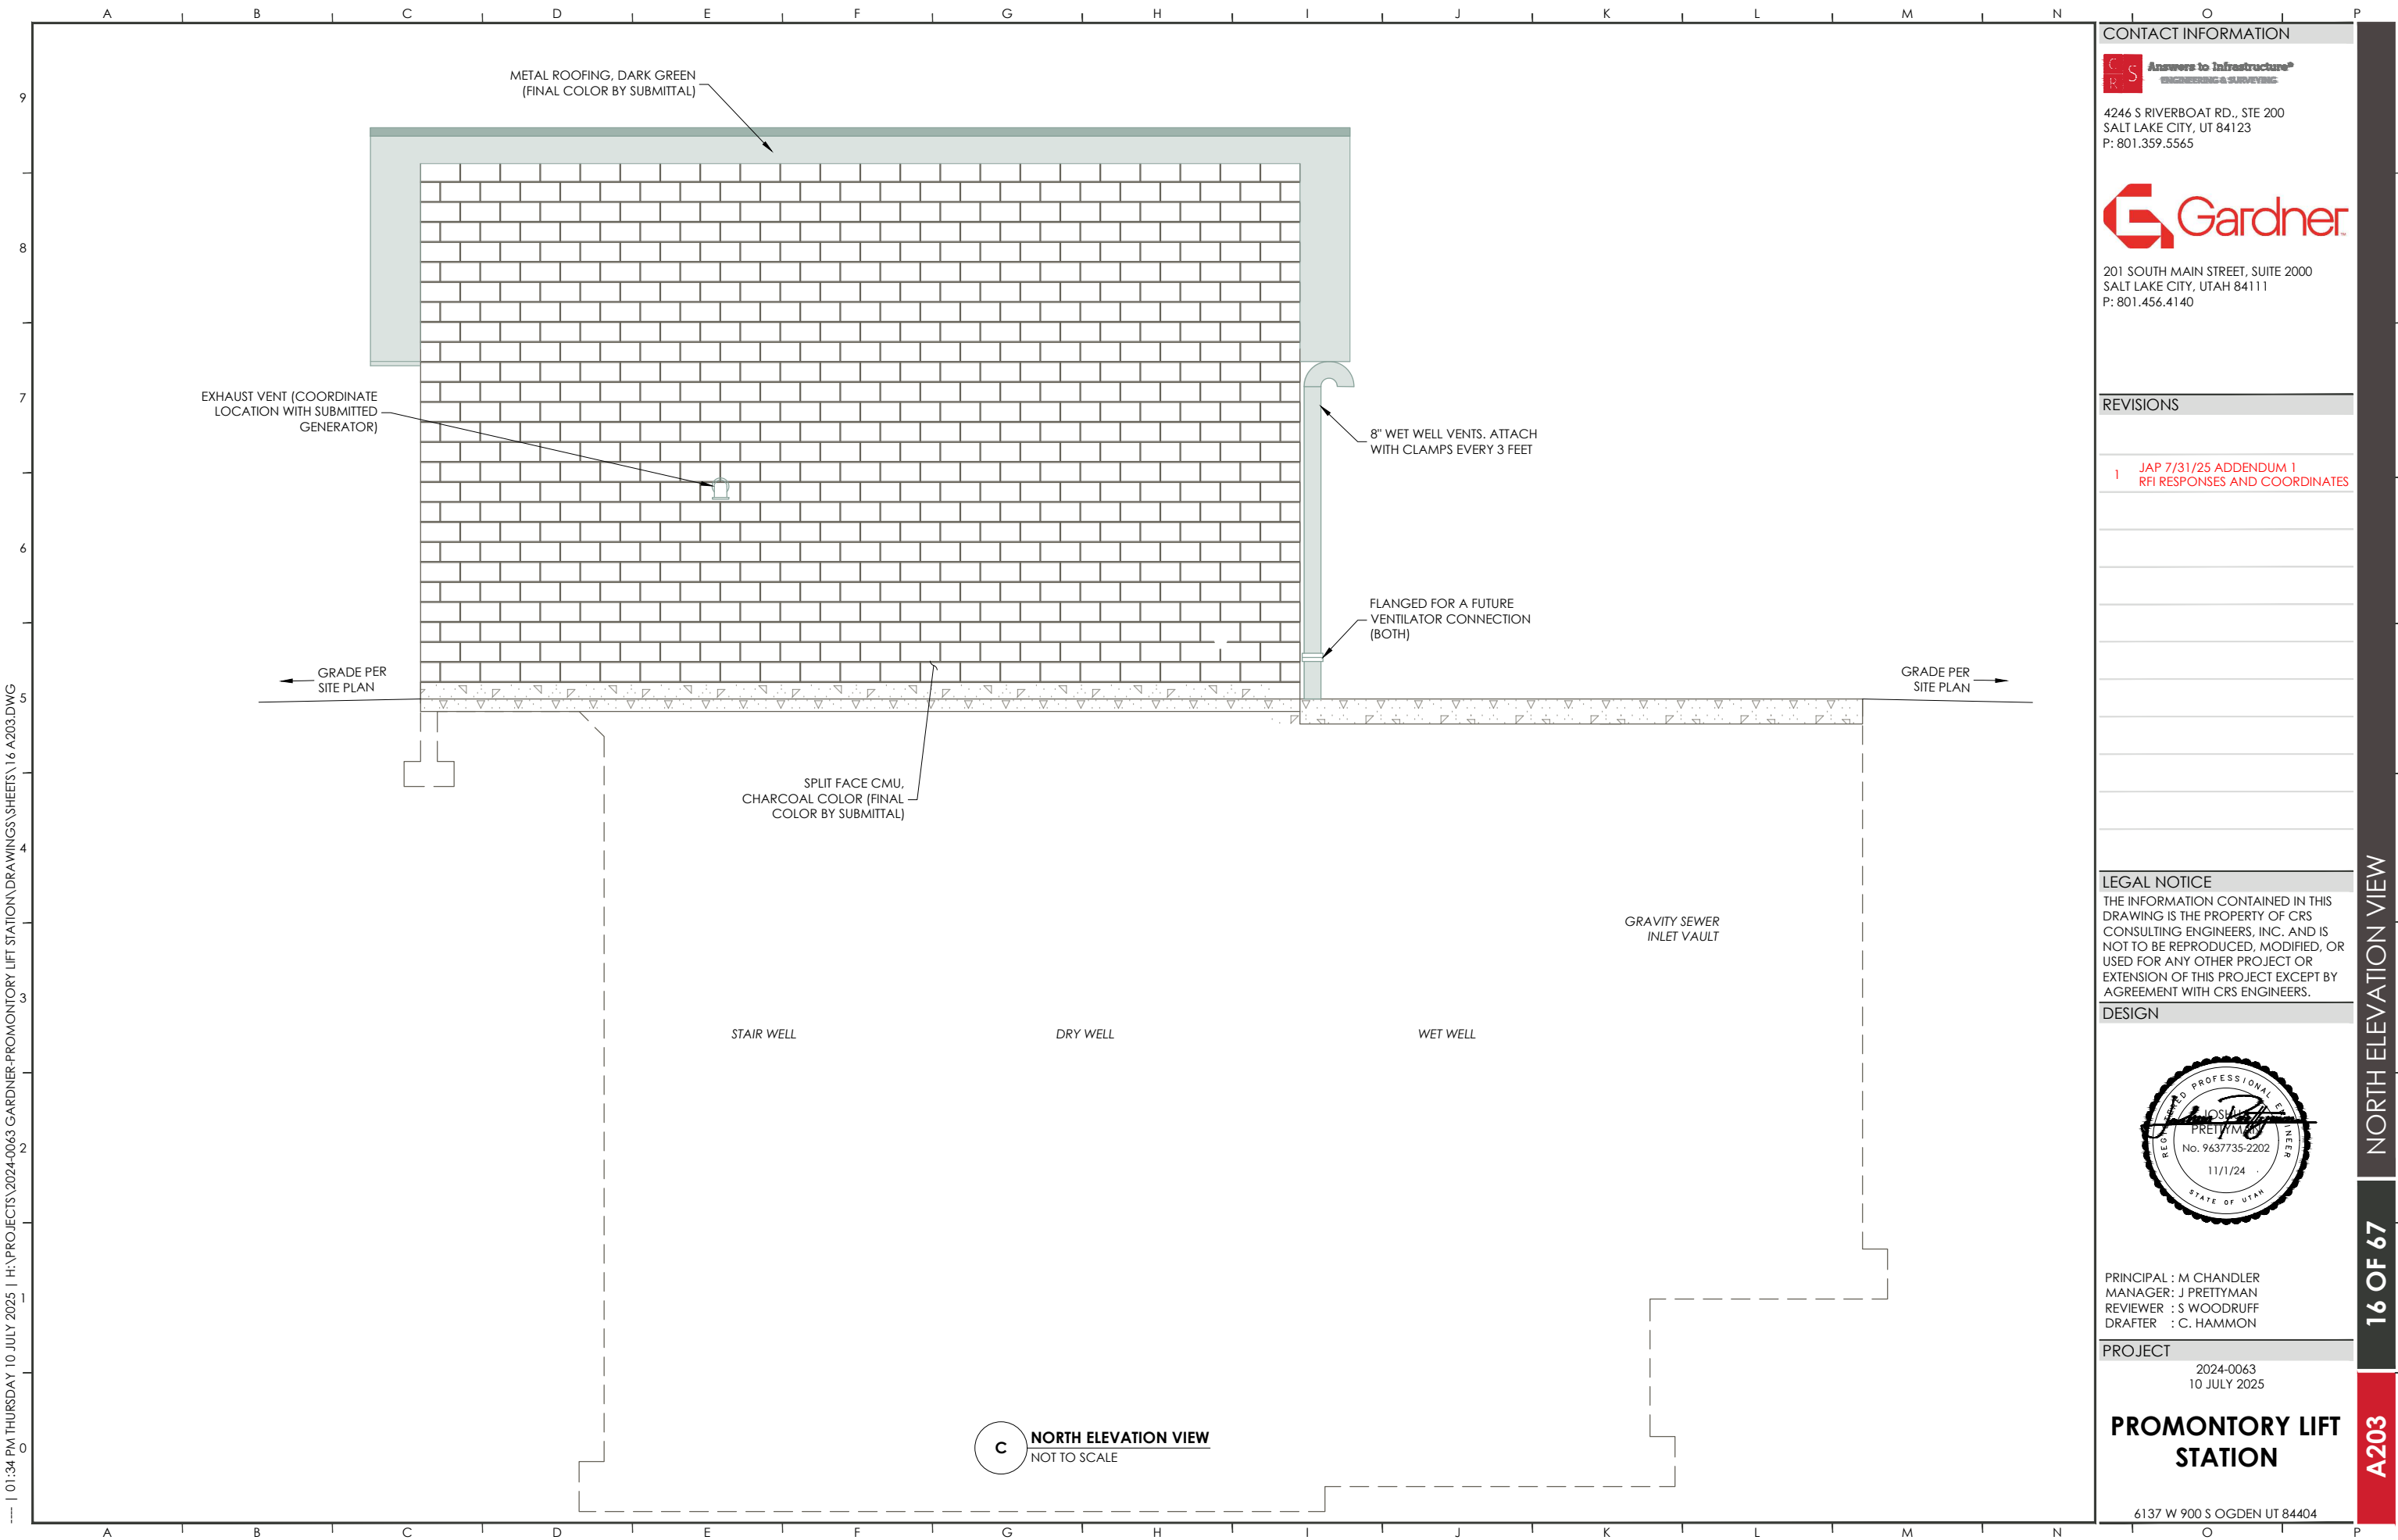 A B C D E F G H I J K L M N O P
9
8
7
6
5
4
3
2
1
0
METAL ROOFING, DARK GREEN
(FINAL COLOR BY SUBMITTAL)
EXHAUST VENT (COORDINATE
LOCATION WITH SUBMITTED
GENERATOR)
8" WET WELL VENTS. ATTACH
WITH CLAMPS EVERY 3 FEET
FLANGED FOR A FUTURE
VENTILATOR CONNECTION
(BOTH)
GRADE PER
SITE PLAN
GRADE PER
SITE PLAN
SPLIT FACE CMU,
CHARCOAL COLOR (FINAL
COLOR BY SUBMITTAL)
GRAVITY SEWER
INLET VAULT
STAIR WELL
DRY WELL
WET WELL
C
NORTH ELEVATION VIEW
NOT TO SCALE
A B C D E F G H I J K L M N O P
---- | 01:34 PM THURSDAY 10 JULY 2025 | H:\PROJECTS\2024-0063 GARDNER-PROMONTORY LIFT STATION\DRAWINGS\SHEETS\16 A203.DWG
CONTACT INFORMATION
C R S
Answers to Infrastructure®
ENGINEERING & SURVEYING
4246 S RIVERBOAT RD., STE 200
SALT LAKE CITY, UT 84123
P: 801.359.5565
Gardner
201 SOUTH MAIN STREET, SUITE 2000
SALT LAKE CITY, UTAH 84111
P: 801.456.4140
REVISIONS
1 JAP 7/31/25 ADDENDUM 1
RFI RESPONSES AND COORDINATES
LEGAL NOTICE
THE INFORMATION CONTAINED IN THIS
DRAWING IS THE PROPERTY OF CRS
CONSULTING ENGINEERS, INC. AND IS
NOT TO BE REPRODUCED, MODIFIED, OR
USED FOR ANY OTHER PROJECT OR
EXTENSION OF THIS PROJECT EXCEPT BY
AGREEMENT WITH CRS ENGINEERS.
DESIGN
REGISTERED PROFESSIONAL ENGINEER
JOSHUA
PRETTYMAN
No. 9637735-2202
11/1/24
STATE OF UTAH
PRINCIPAL : M CHANDLER
MANAGER: J PRETTYMAN
REVIEWER : S WOODRUFF
DRAFTER : C. HAMMON
PROJECT
2024-0063
10 JULY 2025
PROMONTORY LIFT
STATION
6137 W 900 S OGDEN UT 84404
NORTH ELEVATION VIEW
16 OF 67
A203